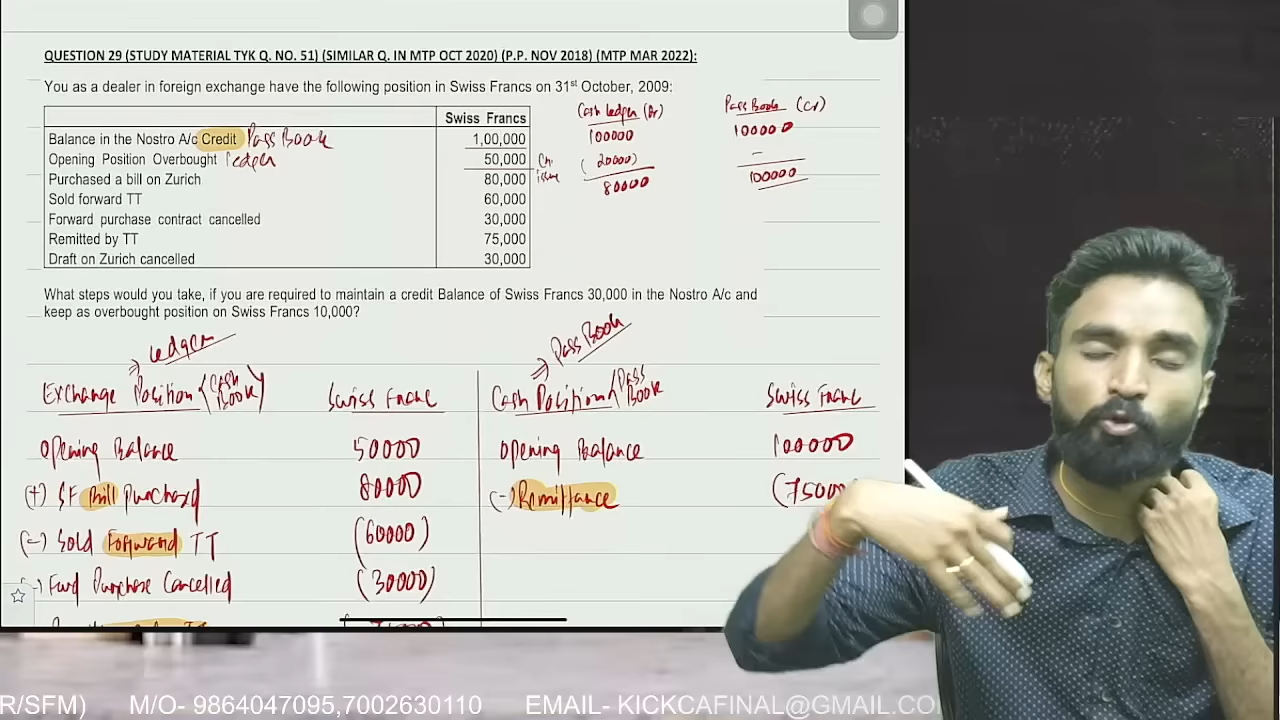 QUESTION 29 (STUDY MATERIAL TYK Q. NO. 51) (SIMILAR Q. IN MTP OCT 2020) (P.P. NOV 2018) (MTP MAR 2022):
You as a dealer in foreign exchange have the following position in Swiss Francs on 31st October, 2009:
Swiss Francs
Balance in the Nostro A/c Credit Pass Book 1,00,000
Opening Position Overbought ledger 50,000
Purchased a bill on Zurich 80,000
Sold forward TT 60,000
Forward purchase contract cancelled 30,000
Remitted by TT 75,000
Draft on Zurich cancelled 30,000
Cash ledger (Dr)
100000
(20000)
80000
Pass Book (Cr)
100000
-
100000
What steps would you take, if you are required to maintain a credit Balance of Swiss Francs 30,000 in the Nostro A/c and
keep as overbought position on Swiss Francs 10,000?
⇒ Ledger
⇒ Pass Book
Exchange Position (Cash Book) Swiss Franc
Opening Balance 50000
(+) SF Bill Purchased 80000
(-) Sold Forward TT (60000)
(-) Fwd Purchase Cancelled (30000)
Cash Position (Pass Book Swiss Franc
Opening Balance 100000
(-) Remittance (75000
R/SFM) M/O- 9864047095,7002630110 EMAIL- KICKCAFINAL@GMAIL.CO